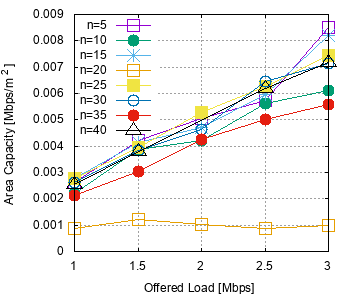 0.009
0.008
0.007
0.006
0.005
0.004
0.003
0.002
0.001
0
Area Capacity [Mbps/m²]
n=5
n=10
n=15
n=20
n=25
n=30
n=35
n=40
1 1.5 2 2.5 3
Offered Load [Mbps]